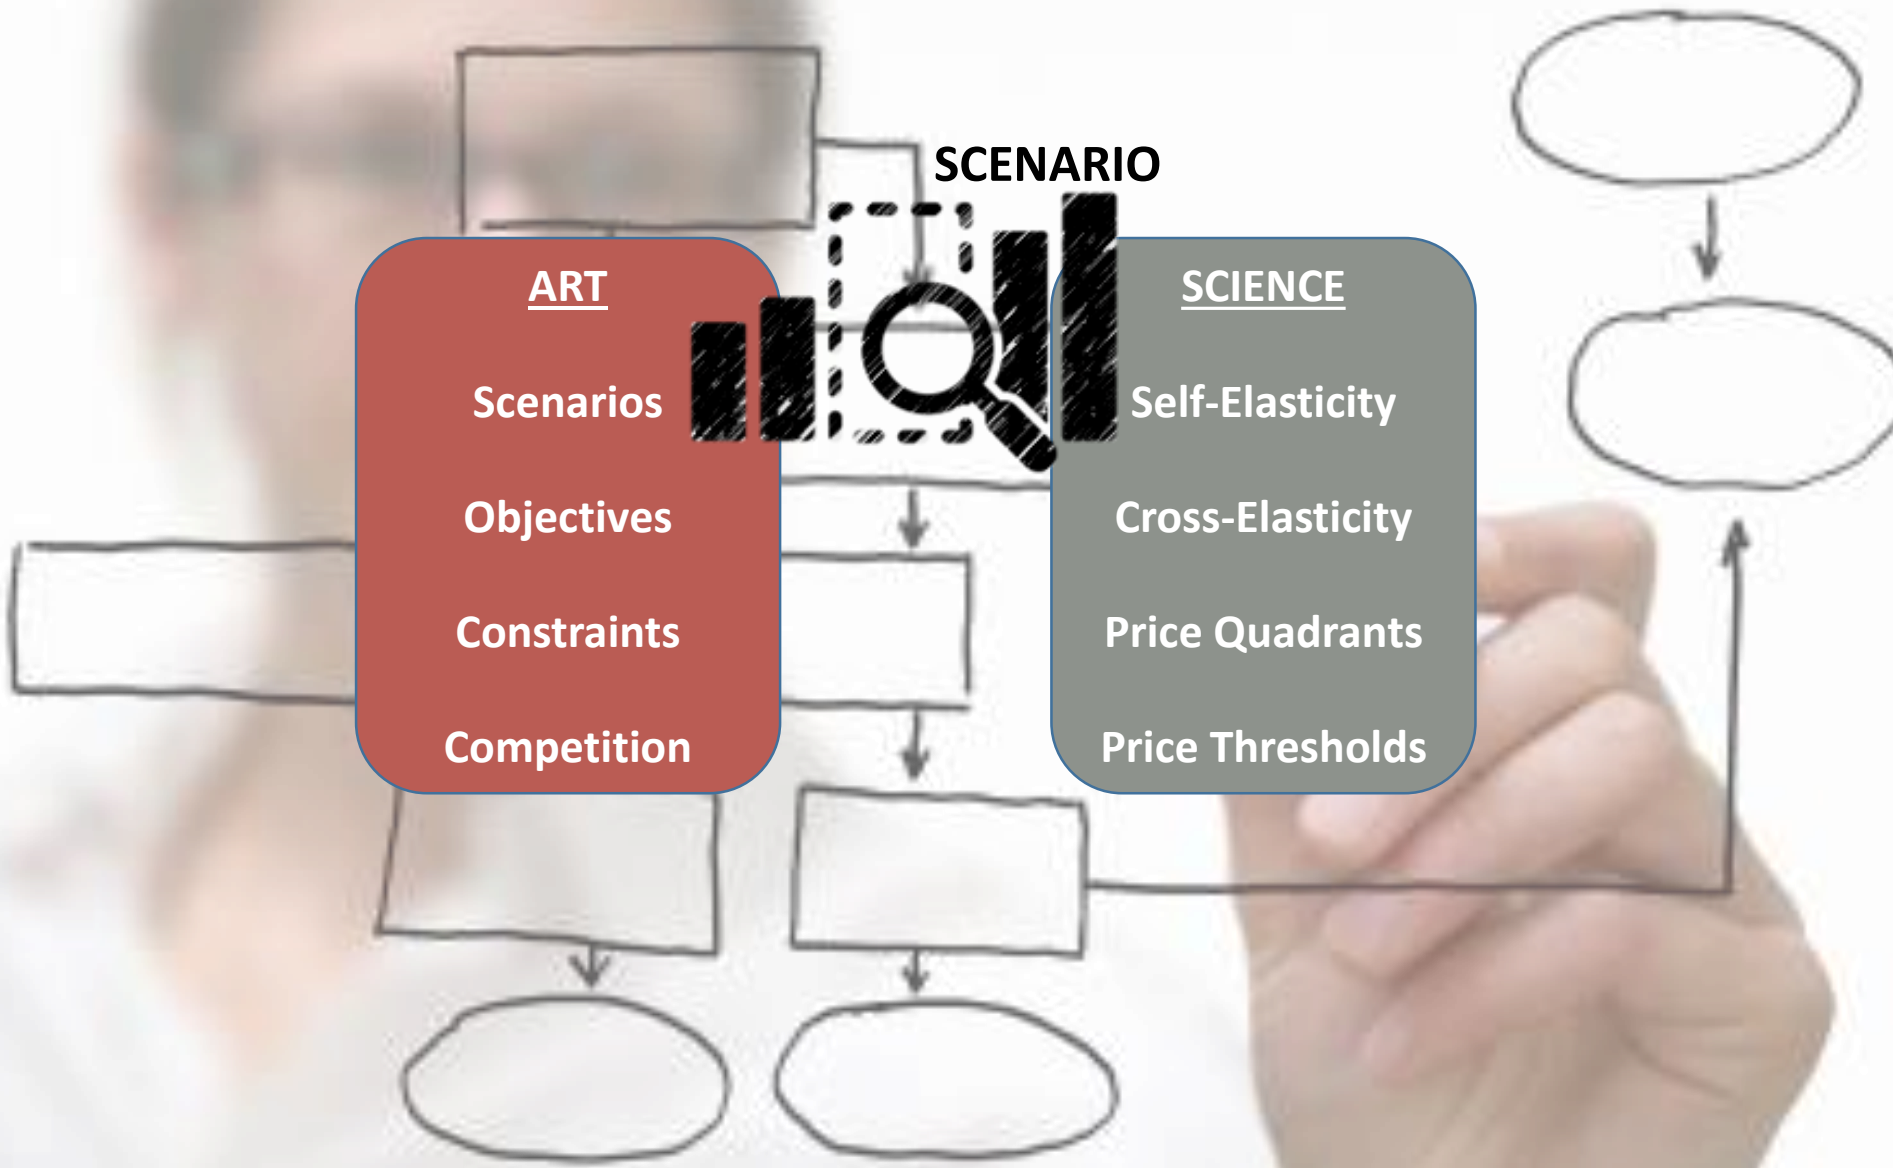 SCENARIO
ART
Scenarios
Objectives
Constraints
Competition
SCIENCE
Self-Elasticity
Cross-Elasticity
Price Quadrants
Price Thresholds